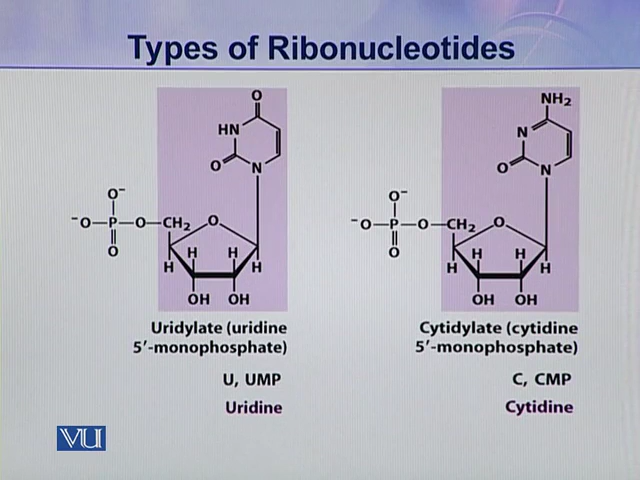 Types of Ribonucleotides
O
HN
O
N
O⁻
⁻O—P—O—CH₂
O
O
H
H
H
H
OH
OH
Uridylate (uridine
5′-monophosphate)
U, UMP
Uridine
NH₂
N
O
N
O⁻
⁻O—P—O—CH₂
O
O
H
H
H
H
OH
OH
Cytidylate (cytidine
5′-monophosphate)
C, CMP
Cytidine
VU